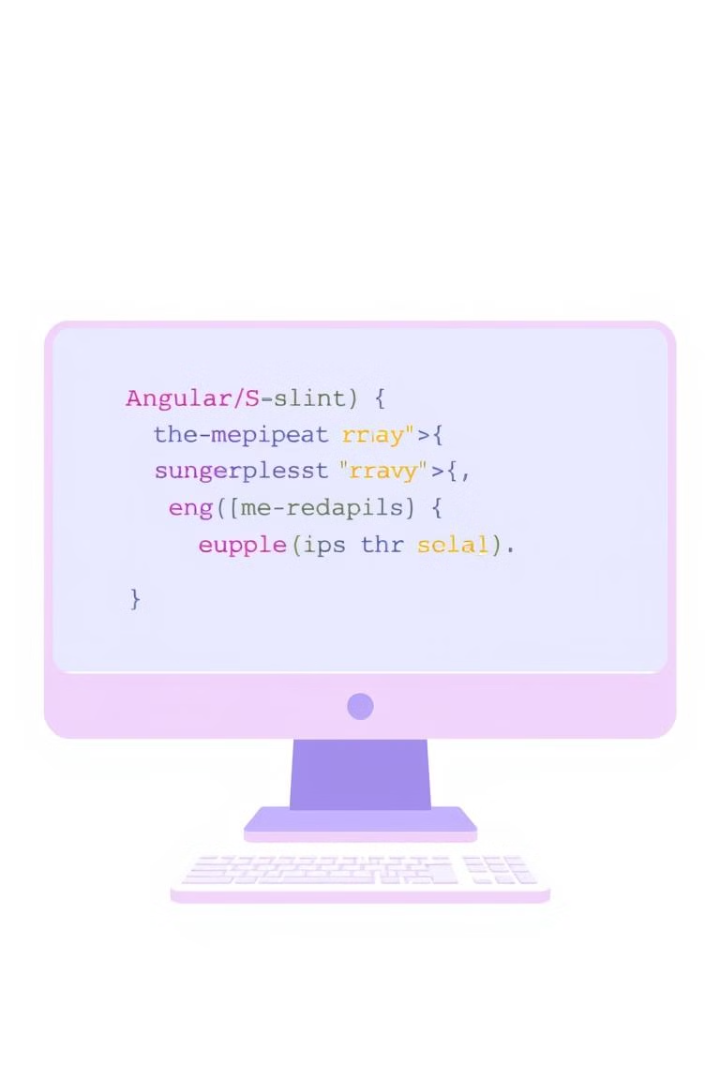 Angular/S-slint) {
the-mepipeat rray">{
sungerplesst "rravy">{,
eng([me-redapils) {
eupple(ips thr solal).
}